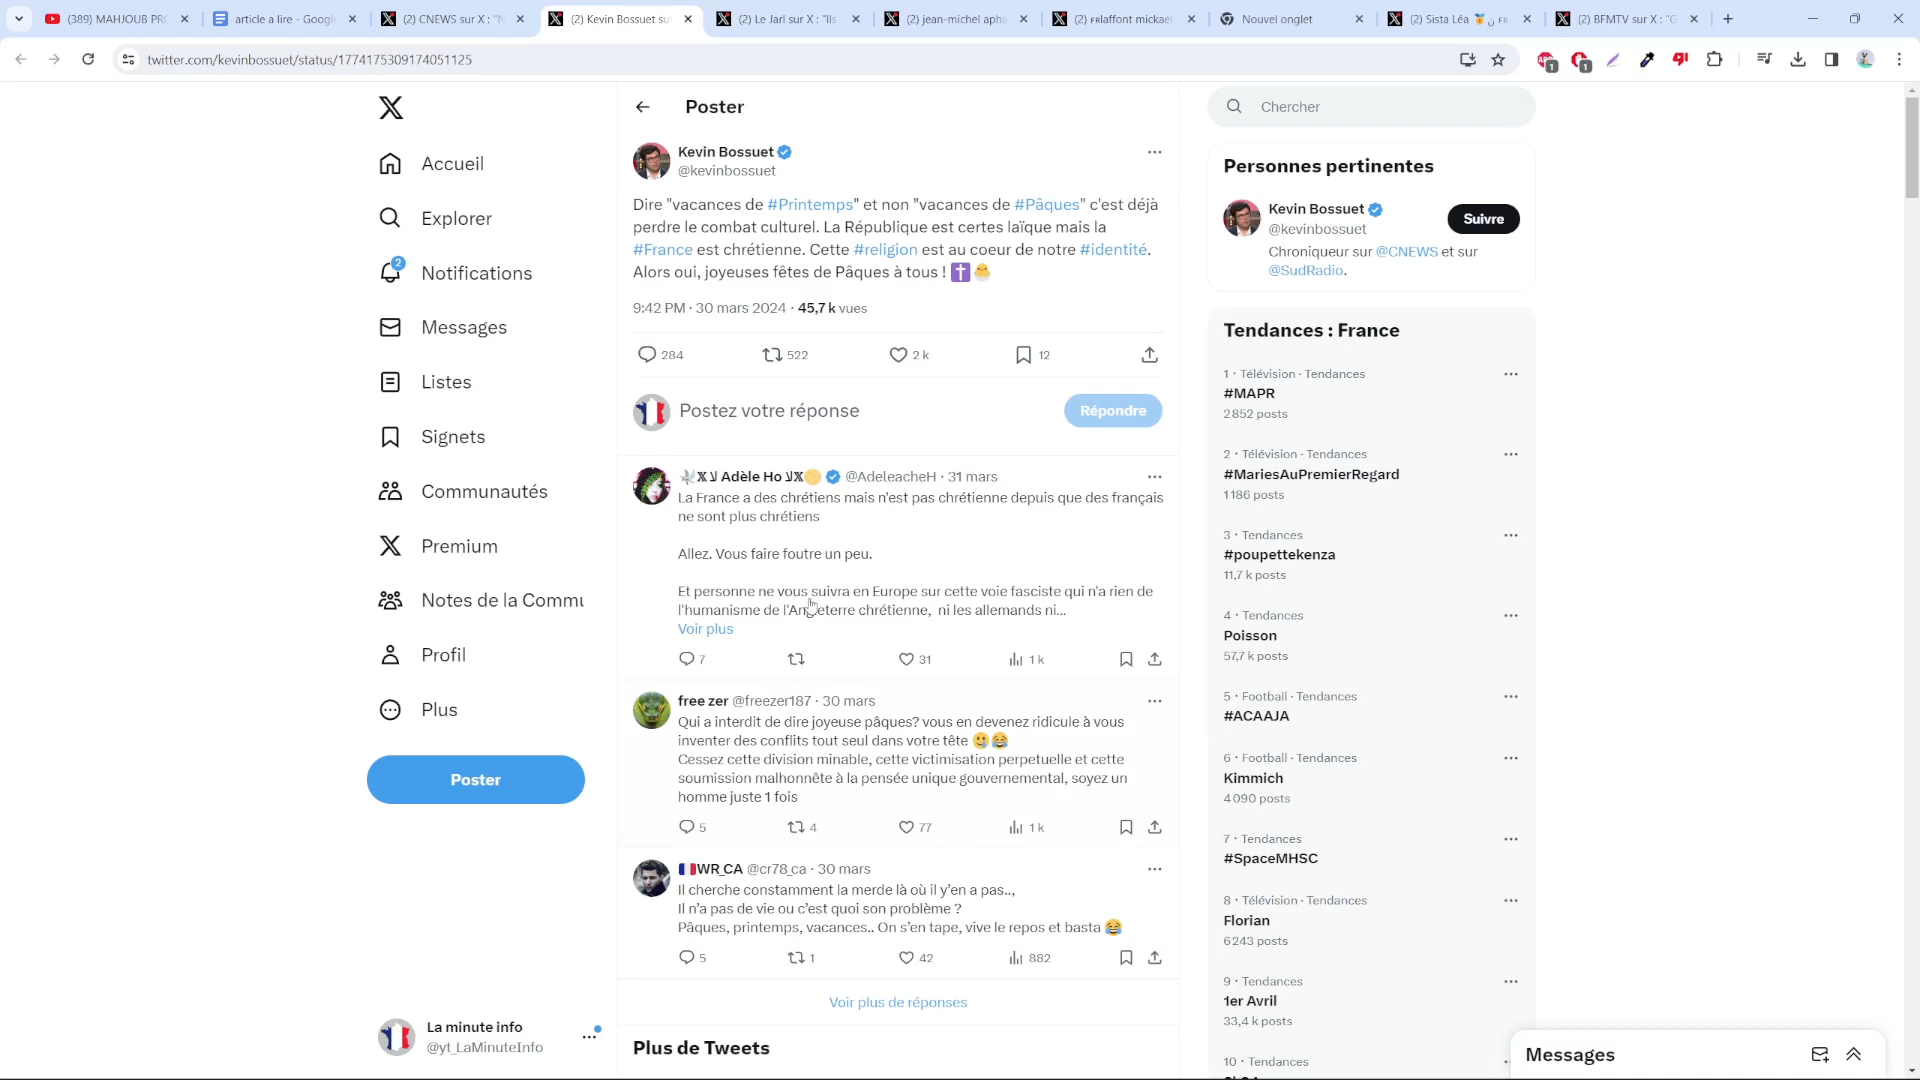 (389) MAHJOUB PR
article a lire - Googl
(2) CNEWS sur X : "N
(2) Kevin Bossuet su
(2) Le Jarl sur X : "Ils
(2) jean-michel apha
(2) ꜰʀlaffont mickael
Nouvel onglet
(2) Sista Léa
(2) BFMTV sur X : "G
twitter.com/kevinbossuet/status/1774175309174051125
Accueil
Explorer
2
Notifications
Messages
Listes
Signets
Communautés
Premium
Notes de la Commu
Profil
Plus
Poster
La minute info
@yt_LaMinuteInfo
Poster
Kevin Bossuet
@kevinbossuet
Dire "vacances de #Printemps" et non "vacances de #Pâques" c'est déjà
perdre le combat culturel. La République est certes laïque mais la
#France est chrétienne. Cette #religion est au coeur de notre #identité.
Alors oui, joyeuses fêtes de Pâques à tous ! ✝️🐣
9:42 PM · 30 mars 2024 · 45,7 k vues
284 522 2 k 12
Postez votre réponse
Répondre
Adèle Ho @AdeleacheH · 31 mars
La France a des chrétiens mais n'est pas chrétienne depuis que des français
ne sont plus chrétiens
Allez. Vous faire foutre un peu.
Et personne ne vous suivra en Europe sur cette voie fasciste qui n'a rien de
l'humanisme de l'Angleterre chrétienne, ni les allemands ni...
Voir plus
7 31 1 k
free zer @freezer187 · 30 mars
Qui a interdit de dire joyeuse pâques? vous en devenez ridicule à vous
inventer des conflits tout seul dans votre tête 🥲😂
Cessez cette division minable, cette victimisation perpetuelle et cette
soumission malhonnête à la pensée unique gouvernemental, soyez un
homme juste 1 fois
5 4 77 1 k
🇫🇷WR_CA @cr78_ca · 30 mars
Il cherche constamment la merde là où il y'en a pas..,
Il n'a pas de vie ou c'est quoi son problème ?
Pâques, printemps, vacances.. On s'en tape, vive le repos et basta 😂
5 1 42 882
Voir plus de réponses
Plus de Tweets
Chercher
Personnes pertinentes
Kevin Bossuet
@kevinbossuet
Suivre
Chroniqueur sur @CNEWS et sur
@SudRadio.
Tendances : France
1 · Télévision · Tendances
#MAPR
2 852 posts
2 · Télévision · Tendances
#MariesAuPremierRegard
1 186 posts
3 · Tendances
#poupettekenza
11,7 k posts
4 · Tendances
Poisson
57,7 k posts
5 · Football · Tendances
#ACAAJA
6 · Football · Tendances
Kimmich
4 090 posts
7 · Tendances
#SpaceMHSC
8 · Télévision · Tendances
Florian
6 243 posts
9 · Tendances
1er Avril
33,4 k posts
10 · Tendances
Messages